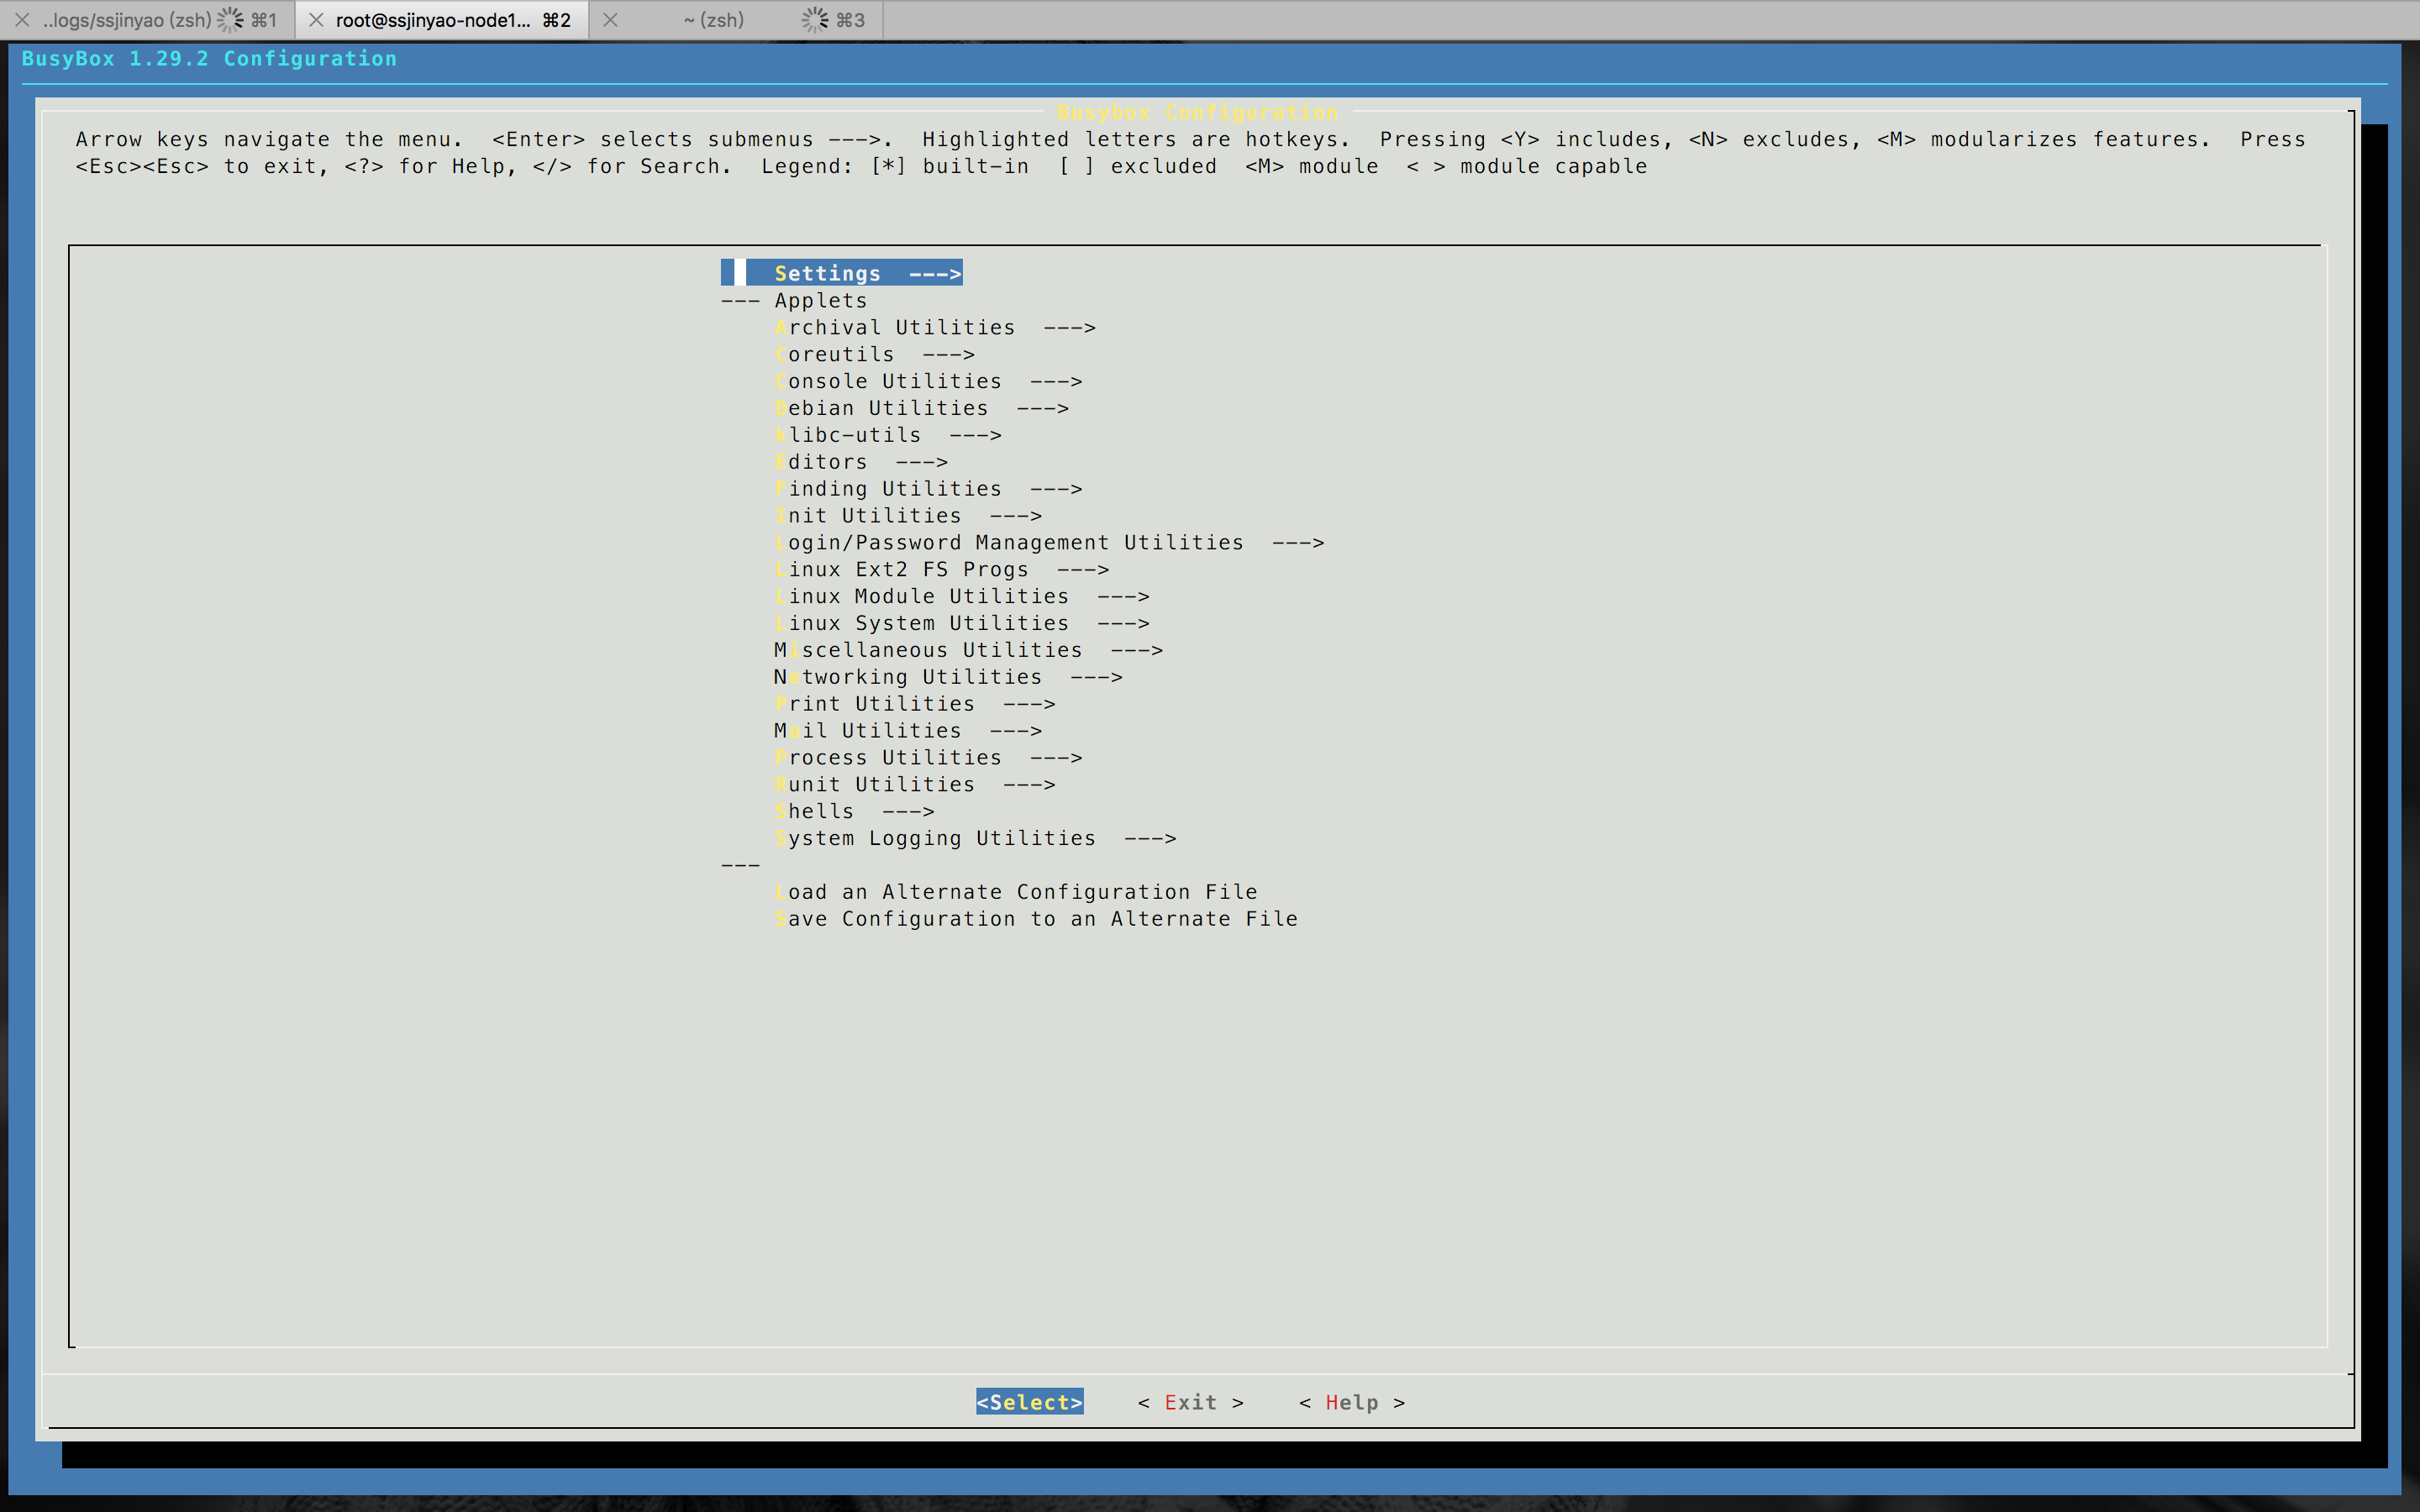 ..logs/ssjinyao (zsh) ⌘1 root@ssjinyao-node1... ⌘2 ~ (zsh) ⌘3
BusyBox 1.29.2 Configuration
Busybox Configuration
Arrow keys navigate the menu.  <Enter> selects submenus --->.  Highlighted letters are hotkeys.  Pressing <Y> includes, <N> excludes, <M> modularizes features.  Press
<Esc><Esc> to exit, <?> for Help, </> for Search.  Legend: [*] built-in  [ ] excluded  <M> module  < > module capable
Settings  --->
--- Applets
Archival Utilities  --->
Coreutils  --->
Console Utilities  --->
Debian Utilities  --->
klibc-utils  --->
Editors  --->
Finding Utilities  --->
Init Utilities  --->
Login/Password Management Utilities  --->
Linux Ext2 FS Progs  --->
Linux Module Utilities  --->
Linux System Utilities  --->
Miscellaneous Utilities  --->
Networking Utilities  --->
Print Utilities  --->
Mail Utilities  --->
Process Utilities  --->
Runit Utilities  --->
Shells  --->
System Logging Utilities  --->
---
Load an Alternate Configuration File
Save Configuration to an Alternate File
<Select>    < Exit >    < Help >